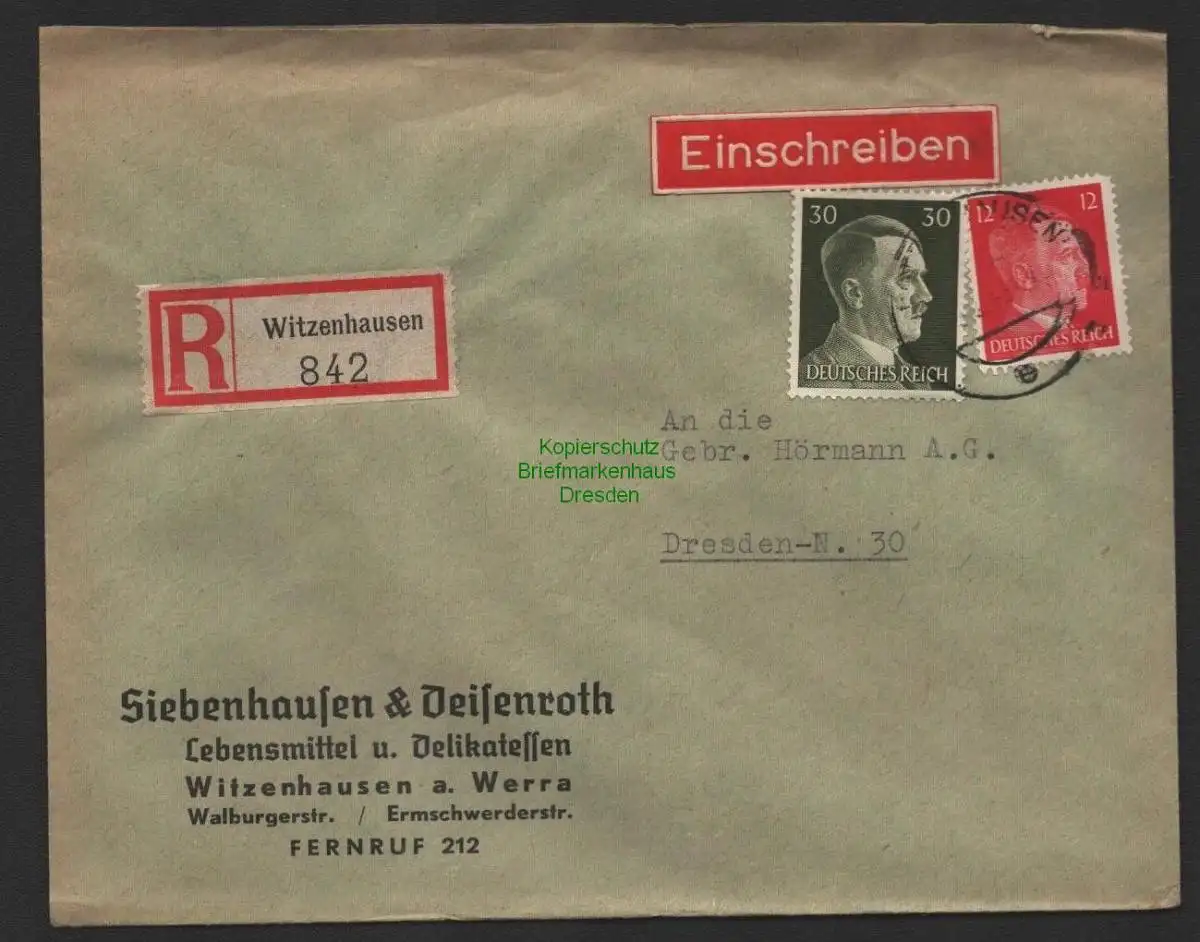 Einschreiben
30 30
DEUTSCHES REICH
12 12
DEUTSCHES REICH
R Witzenhausen
842
An die
Gebr. Hörmann A.G.
Dresden-N. 30
Kopierschutz
Briefmarkenhaus
Dresden
Siebenhauſen & Deiſenroth
Lebensmittel u. Delikateſſen
Witzenhausen a. Werra
Walburgerstr. / Ermschwerderstr.
FERNRUF 212